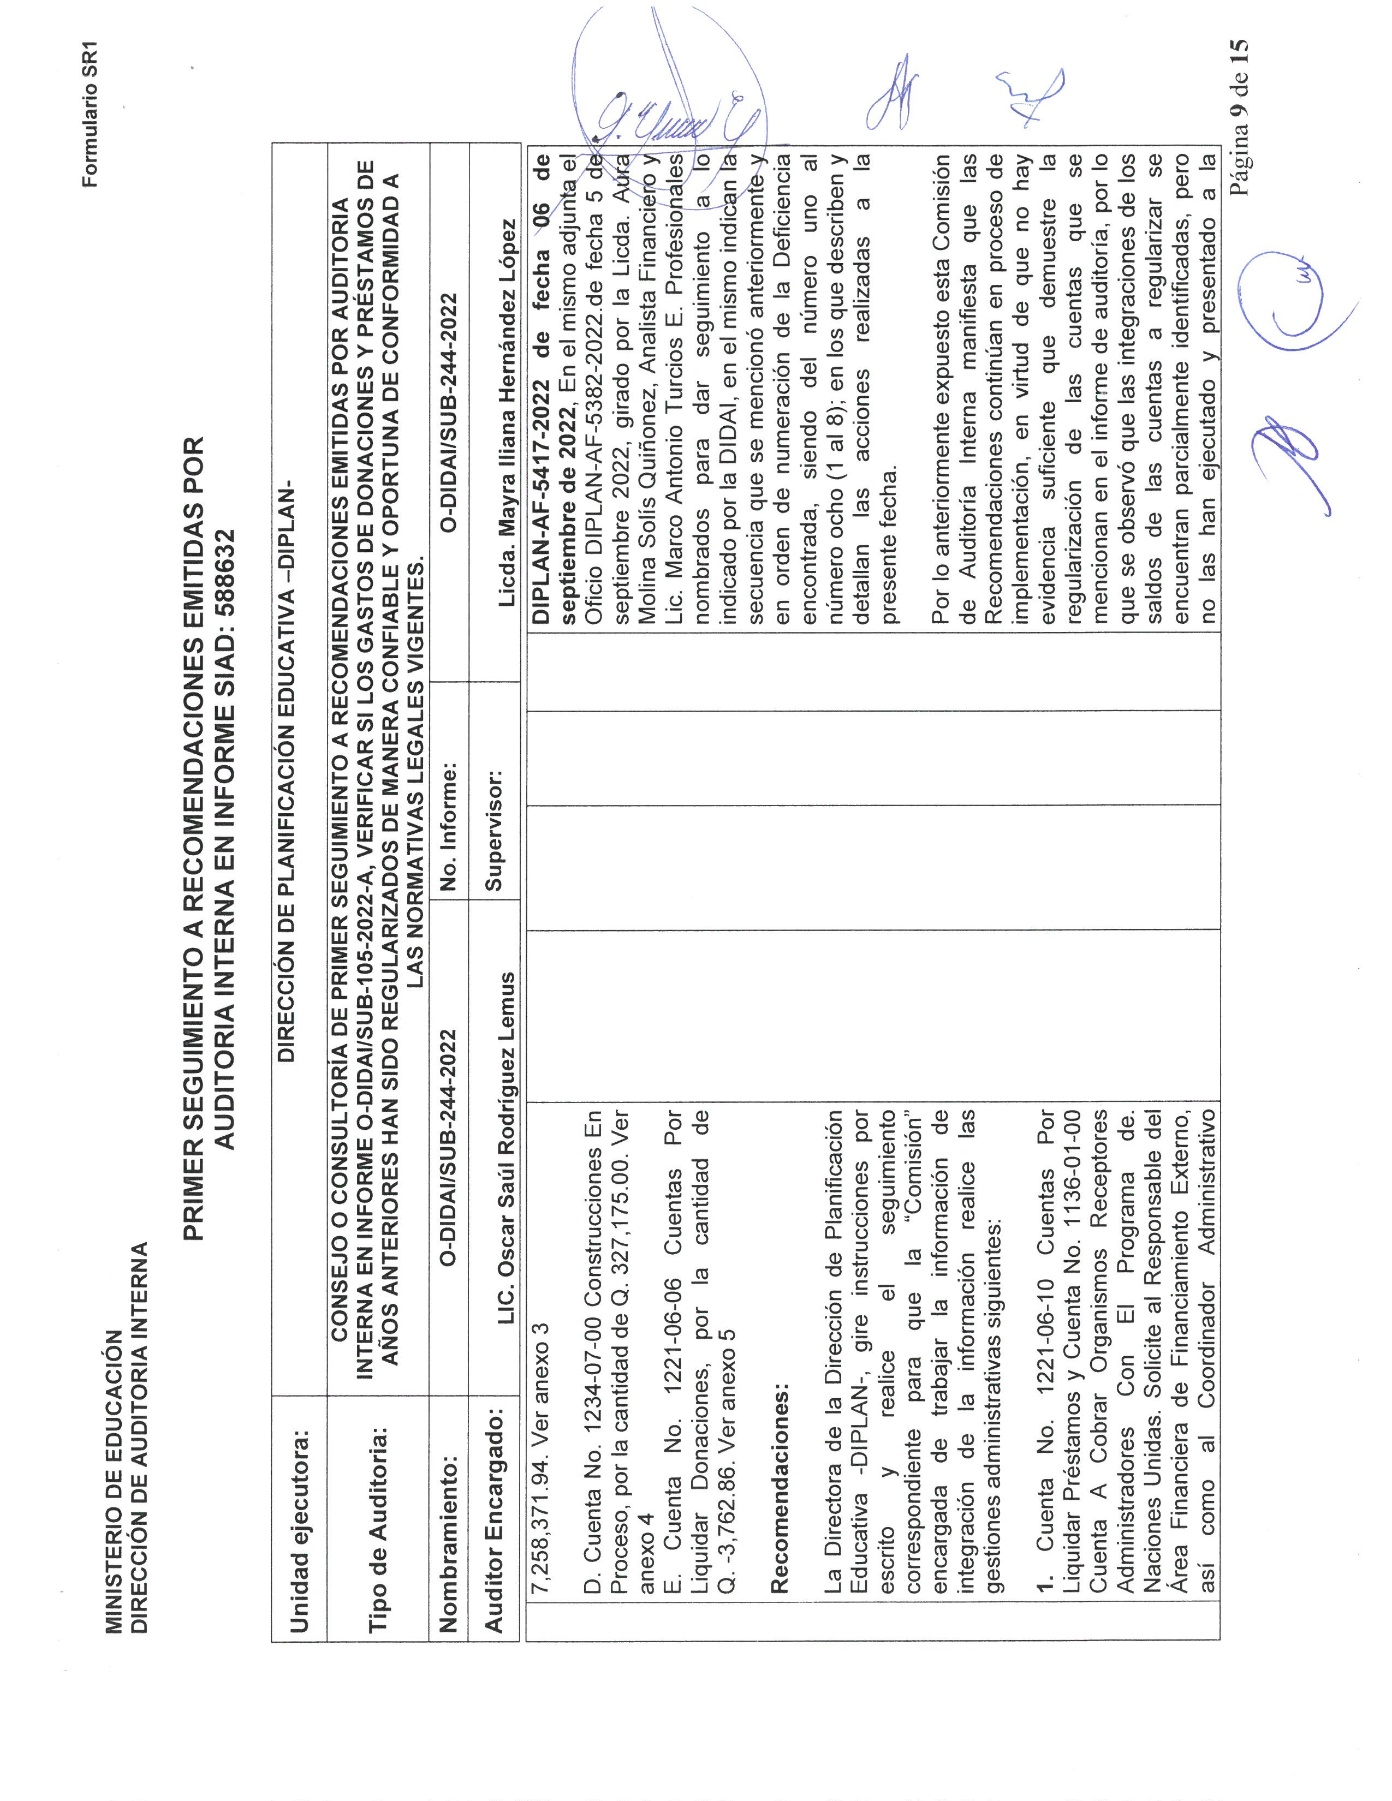 Formulario SR1
MINISTERIO DE EDUCACIÓN
DIRECCIÓN DE AUDITORIA INTERNA
PRIMER SEGUIMIENTO A RECOMENDACIONES EMITIDAS POR
AUDITORIA INTERNA EN INFORME SIAD: 588632
Unidad ejecutora:
DIRECCIÓN DE PLANIFICACIÓN EDUCATIVA –DIPLAN-
Tipo de Auditoria:
CONSEJO O CONSULTORÍA DE PRIMER SEGUIMIENTO A RECOMENDACIONES EMITIDAS POR AUDITORIA
INTERNA EN INFORME O-DIDAI/SUB-105-2022-A, VERIFICAR SI LOS GASTOS DE DONACIONES Y PRÉSTAMOS DE
AÑOS ANTERIORES HAN SIDO REGULARIZADOS DE MANERA CONFIABLE Y OPORTUNA DE CONFORMIDAD A
LAS NORMATIVAS LEGALES VIGENTES.
Nombramiento:
O-DIDAI/SUB-244-2022
No. Informe:
O-DIDAI/SUB-244-2022
Auditor Encargado:
LIC. Oscar Saúl Rodríguez Lemus
Supervisor:
Licda. Mayra Iliana Hernández López
7,258,371.94. Ver anexo 3
D. Cuenta No. 1234-07-00 Construcciones En
Proceso, por la cantidad de Q. 327,175.00. Ver
anexo 4
E. Cuenta No. 1221-06-06 Cuentas Por
Liquidar Donaciones, por la cantidad de
Q. -3,762.86. Ver anexo 5
Recomendaciones:
La Directora de la Dirección de Planificación
Educativa -DIPLAN-, gire instrucciones por
escrito y realice el seguimiento
correspondiente para que la “Comisión”
encargada de trabajar la información de
integración de la información realice las
gestiones administrativas siguientes:
1. Cuenta No. 1221-06-10 Cuentas Por
Liquidar Préstamos y Cuenta No. 1136-01-00
Cuenta A Cobrar Organismos Receptores
Administradores Con El Programa de.
Naciones Unidas. Solicite al Responsable del
Área Financiera de Financiamiento Externo,
así como al Coordinador Administrativo
DIPLAN-AF-5417-2022 de fecha 06 de
septiembre de 2022, En el mismo adjunta el
Oficio DIPLAN-AF-5382-2022.de fecha 5 de
septiembre 2022, girado por la Licda. Aura
Molina Solís Quiñonez, Analista Financiero y
Lic. Marco Antonio Turcios E. Profesionales
nombrados para dar seguimiento a lo
indicado por la DIDAI, en el mismo indican la
secuencia que se mencionó anteriormente y
en orden de numeración de la Deficiencia
encontrada, siendo del número uno al
número ocho (1 al 8); en los que describen y
detallan las acciones realizadas a la
presente fecha.
Por lo anteriormente expuesto esta Comisión
de Auditoría Interna manifiesta que las
Recomendaciones continúan en proceso de
implementación, en virtud de que no hay
evidencia suficiente que demuestre la
regularización de las cuentas que se
mencionan en el informe de auditoría, por lo
que se observó que las integraciones de los
saldos de las cuentas a regularizar se
encuentran parcialmente identificadas, pero
no las han ejecutado y presentado a la
Página 9 de 15